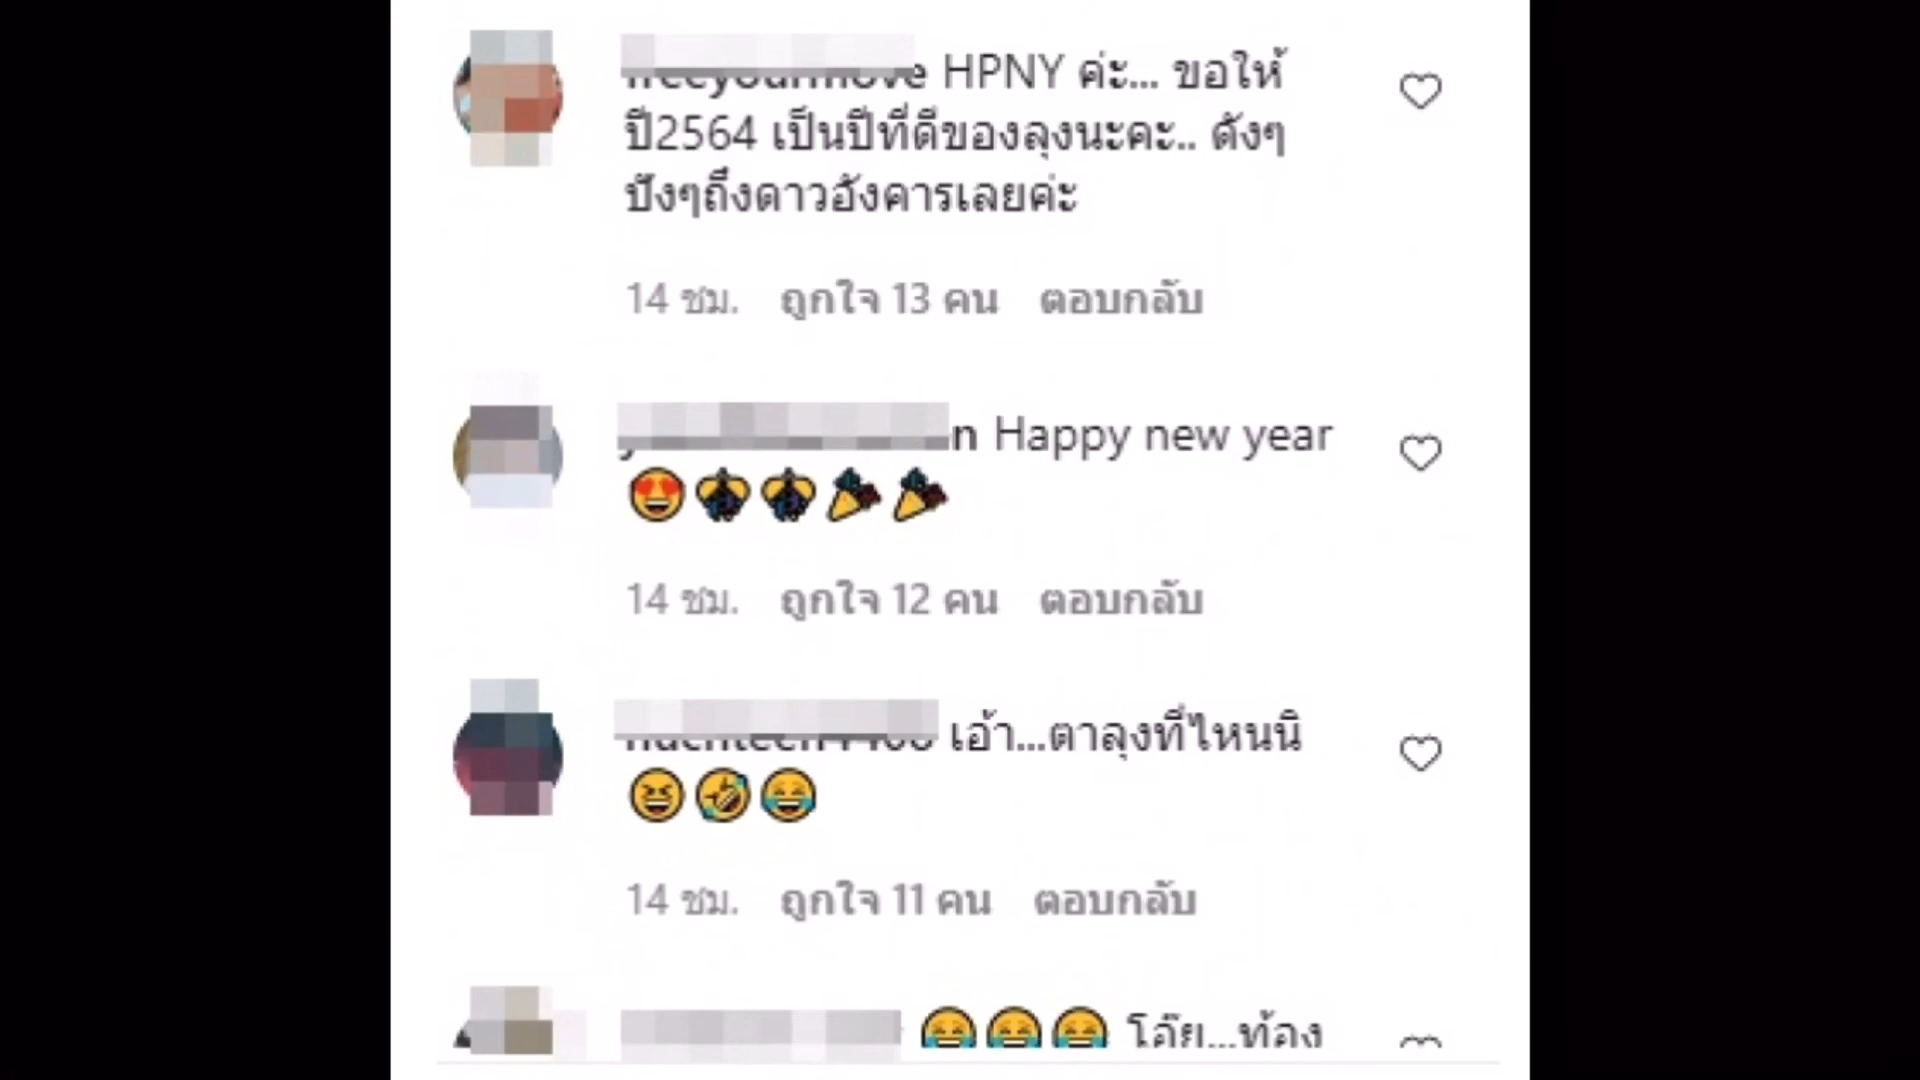 HPNY ค่ะ... ขอให้
ปี2564 เป็นปีที่ดีของลุงนะคะ.. ดังๆ
ปังๆถึงดาวอังคารเลยค่ะ
14 ชม. ถูกใจ 13 คน ตอบกลับ
n Happy new year
😍🙌🙌🎉🎉
14 ชม. ถูกใจ 12 คน ตอบกลับ
เอ้า...ตาลุงที่ไหนนิ
😆🤣😂
14 ชม. ถูกใจ 11 คน ตอบกลับ
😂😂😂 โอ๊ย...ท้อง